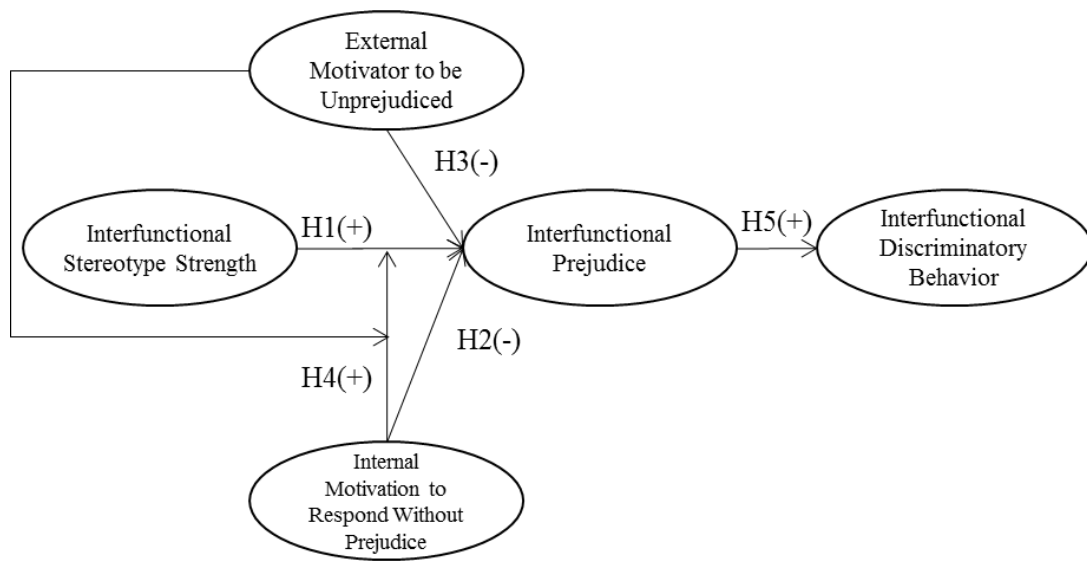 External
Motivator to be
Unprejudiced
H3(-)
Interfunctional
Stereotype Strength
H1(+)
Interfunctional
Prejudice
H5(+)
Interfunctional
Discriminatory
Behavior
H2(-)
H4(+)
Internal
Motivation to
Respond Without
Prejudice